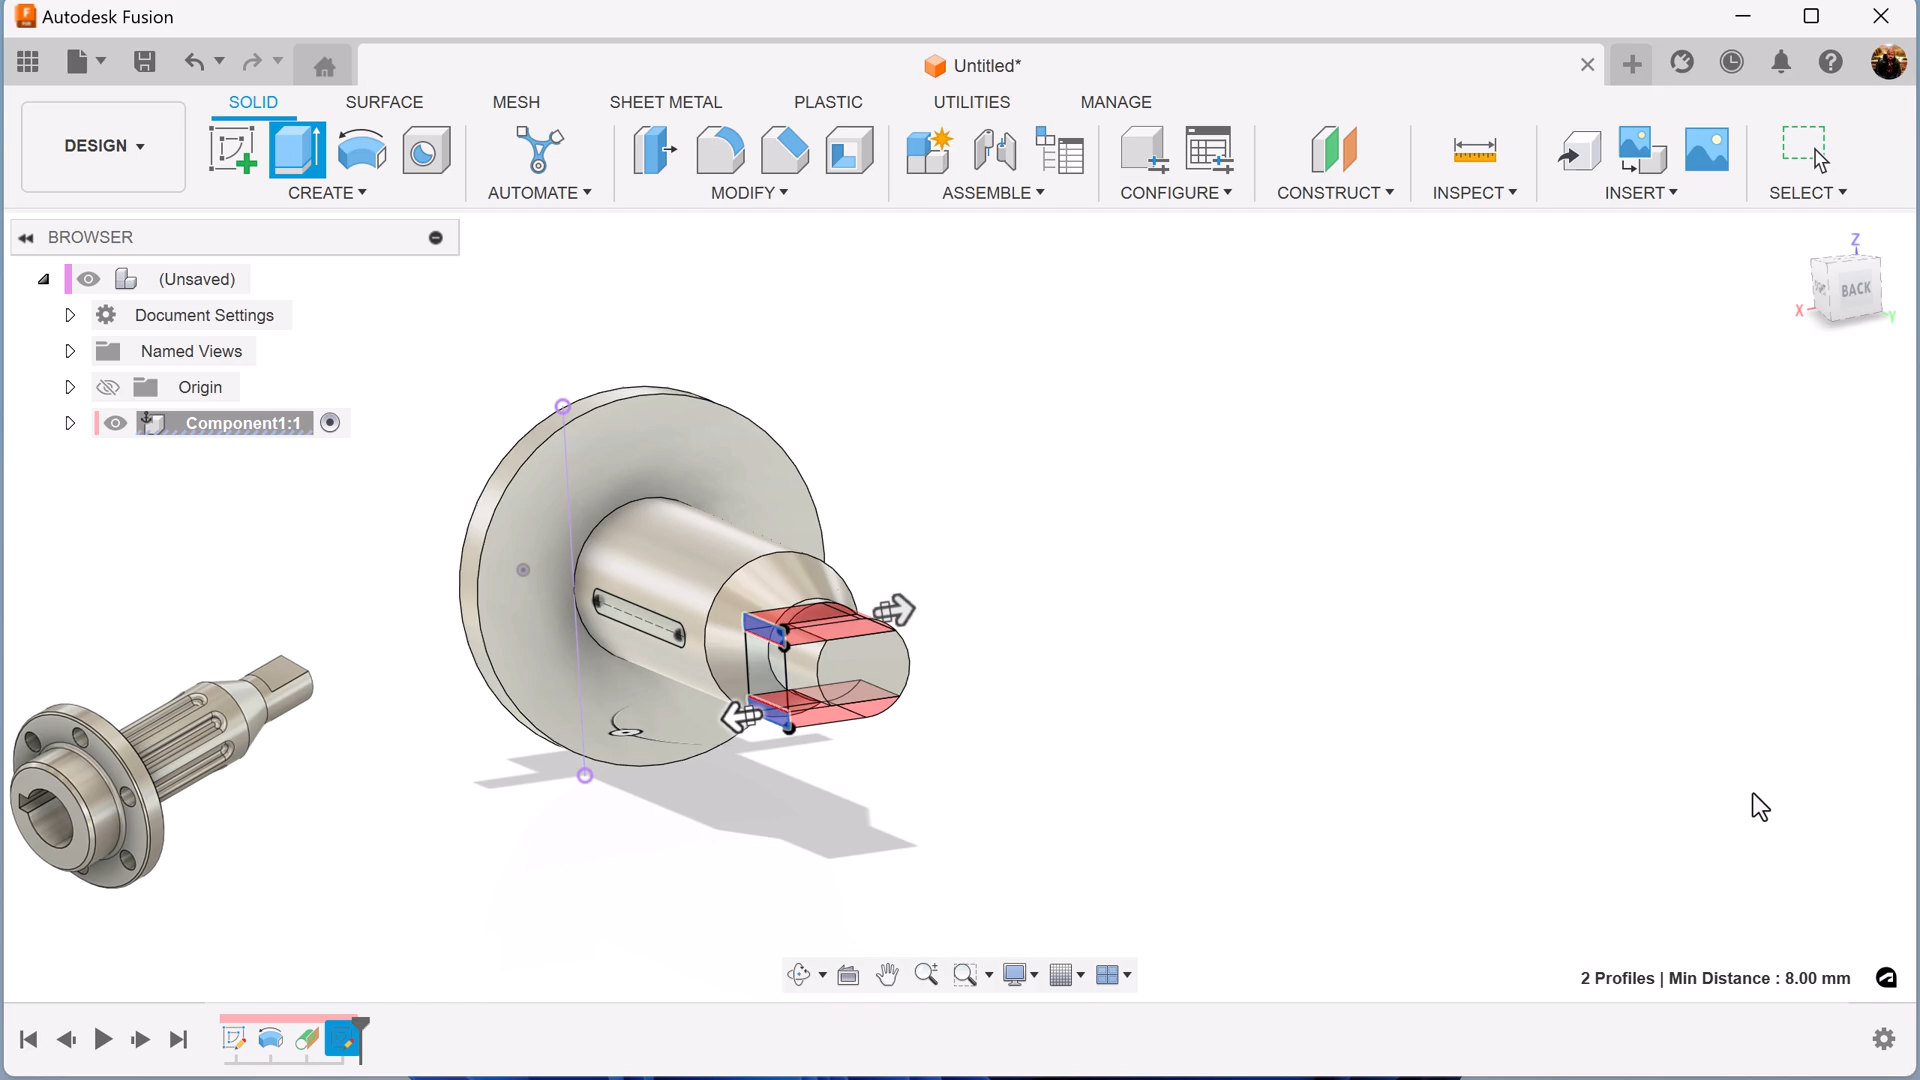 Autodesk Fusion
Untitled*
SOLID SURFACE MESH SHEET METAL PLASTIC UTILITIES MANAGE
DESIGN
CREATE AUTOMATE MODIFY ASSEMBLE CONFIGURE CONSTRUCT INSPECT INSERT SELECT
BROWSER
(Unsaved)
Document Settings
Named Views
Origin
Component1:1
Z
BACK
X
Y
2 Profiles | Min Distance : 8.00 mm